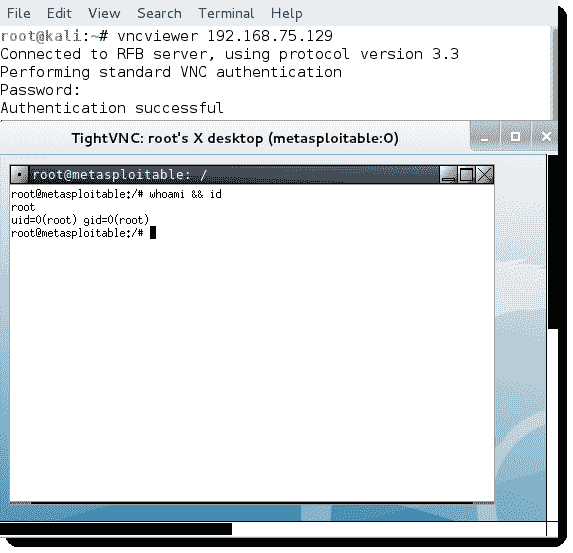 File Edit View Search Terminal Help
root@kali:~# vncviewer 192.168.75.129
Connected to RFB server, using protocol version 3.3
Performing standard VNC authentication
Password:
Authentication successful
TightVNC: root's X desktop (metasploitable:0)
root@metasploitable: /
root@metasploitable:/# whoami && id
root
uid=0(root) gid=0(root)
root@metasploitable:/#